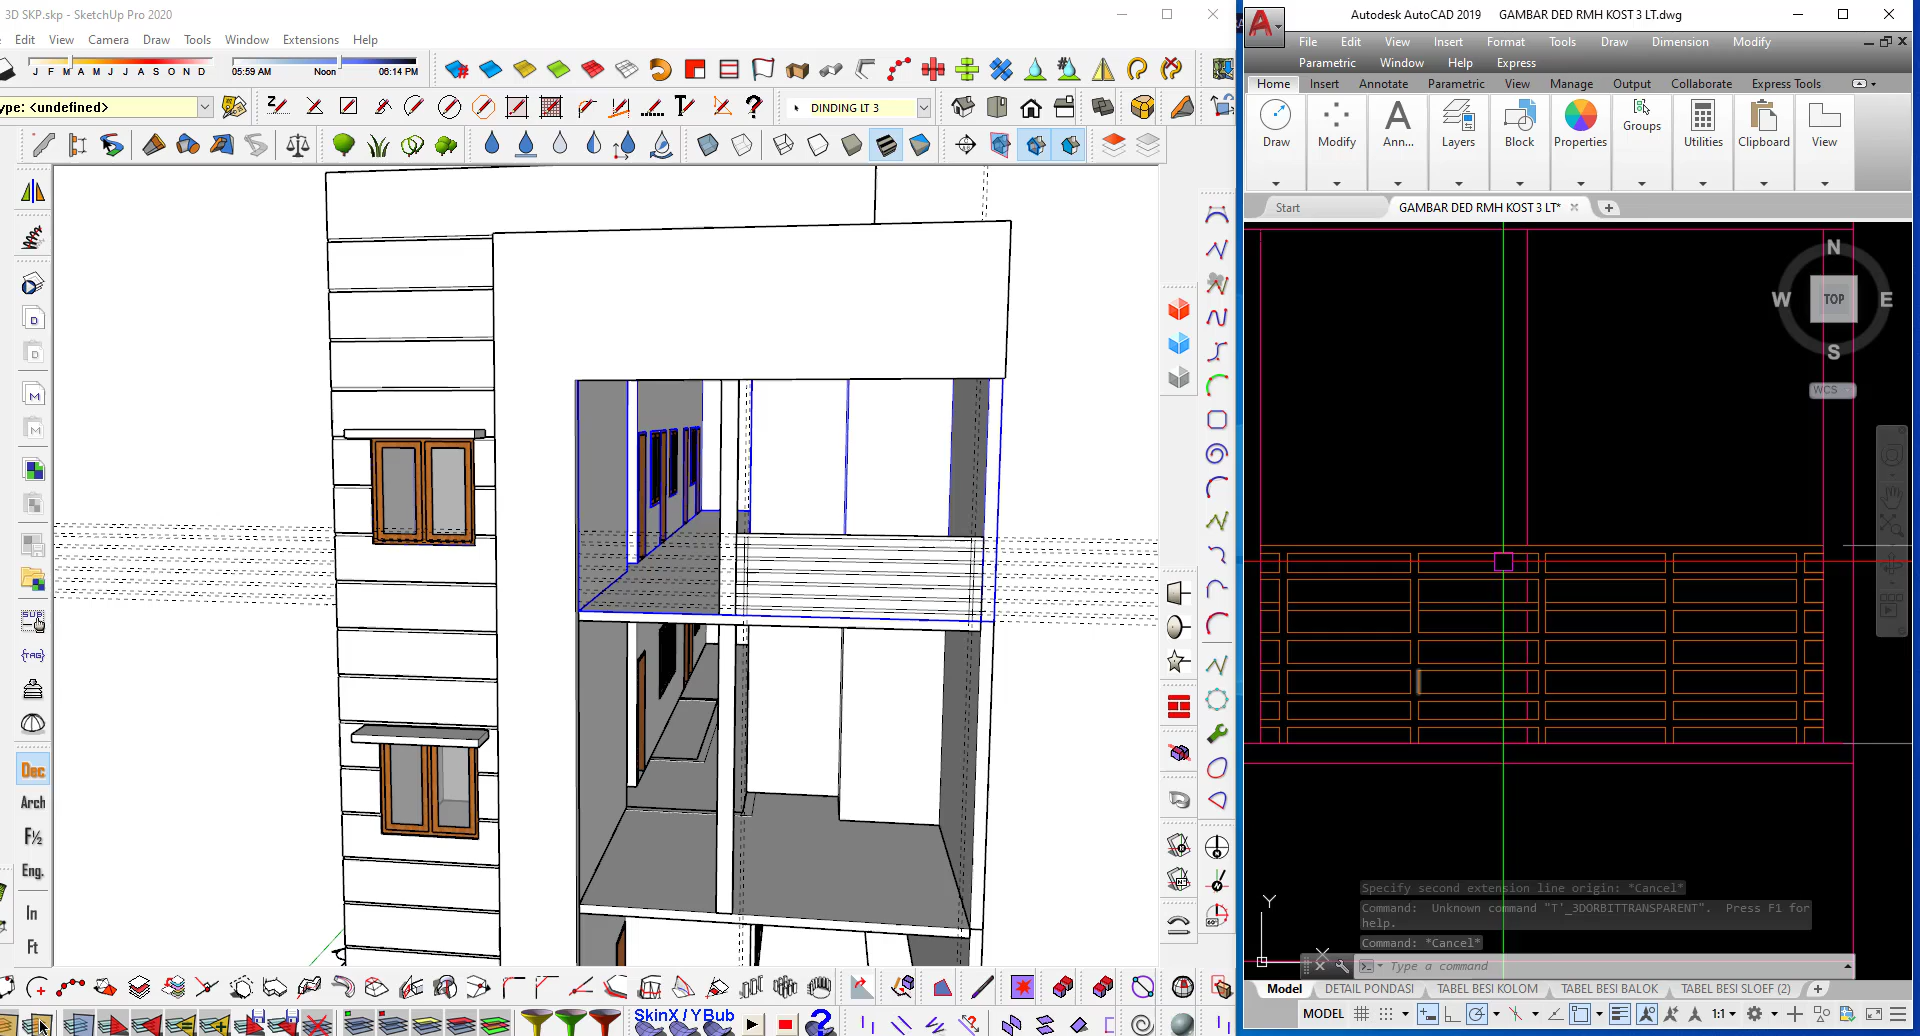 3D SKP.skp - SketchUp Pro 2020
Edit View Camera Draw Tools Window Extensions Help
J F M A M J J A S O N D
05:59 AM Noon 06:14 PM
ype: <undefined>
DINDING LT 3
D
D
M
M
SUB
{TAG}
Dec
Arch
F½
Eng.
In
Ft
SkinX / YBub
Autodesk AutoCAD 2019 GAMBAR DED RMH KOST 3 LT.dwg
File Edit View Insert Format Tools Draw Dimension Modify
Parametric Window Help Express
Home Insert Annotate Parametric View Manage Output Collaborate Express Tools
Draw Modify Ann... Layers Block Properties Groups Utilities Clipboard View
Start GAMBAR DED RMH KOST 3 LT*
N
W TOP E
S
WCS
Specify second extension line origin: *Cancel*
Command: Unknown command "T'_3DORBITTRANSPARENT". Press F1 for
help.
Command: *Cancel*
Type a command
Y
X
Model DETAIL PONDASI TABEL BESI KOLOM TABEL BESI BALOK TABEL BESI SLOEF (2)
MODEL 1:1